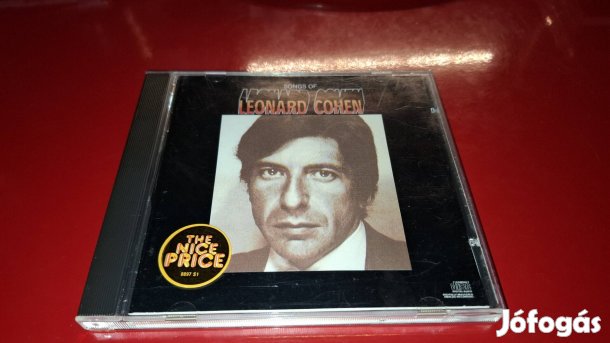 SONGS OF
LEONARD COHEN
THE
NICE
PRICE
Jófogás